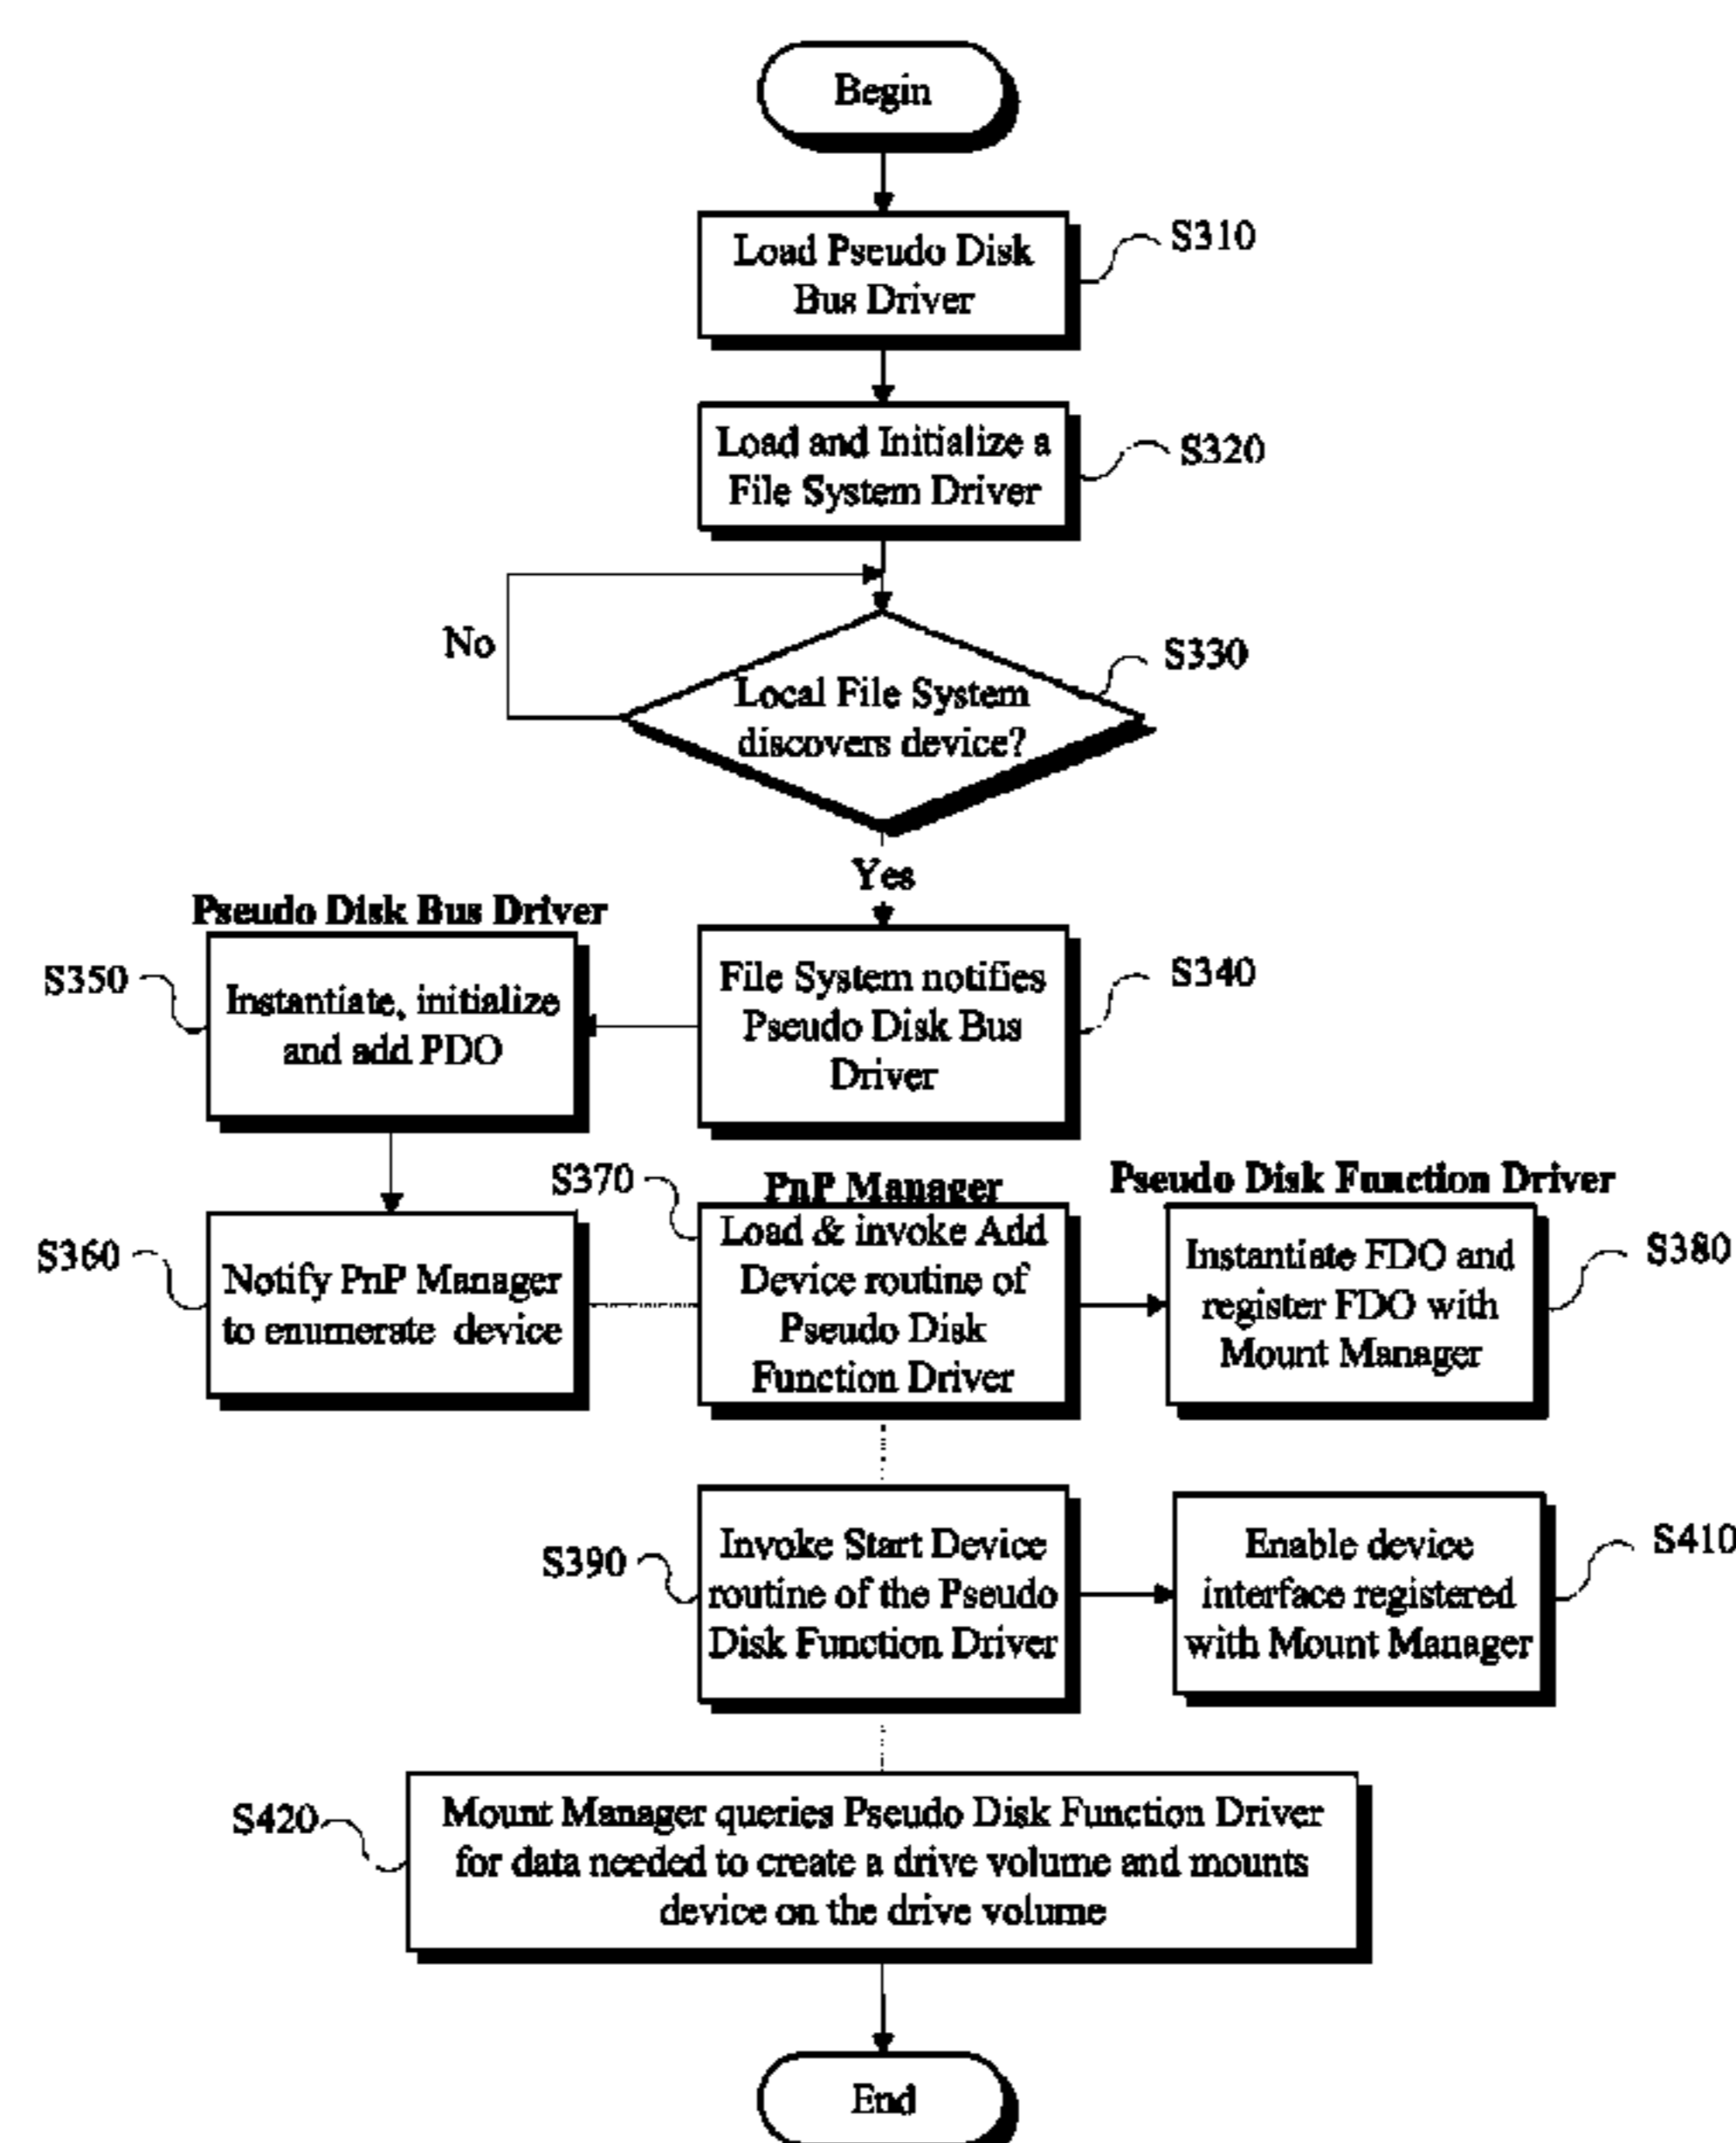 Begin
Load Pseudo Disk
Bus Driver
S310
Load and Initialize a
File System Driver
S320
No
Local File System
discovers device?
S330
Yes
Pseudo Disk Bus Driver
S350
Instantiate, initialize
and add PDO
File System notifies
Pseudo Disk Bus
Driver
S340
S360
Notify PnP Manager
to enumerate device
S370
PnP Manager
Load & invoke Add
Device routine of
Pseudo Disk
Function Driver
Pseudo Disk Function Driver
Instantiate FDO and
register FDO with
Mount Manager
S380
S390
Invoke Start Device
routine of the Pseudo
Disk Function Driver
Enable device
interface registered
with Mount Manager
S410
S420
Mount Manager queries Pseudo Disk Function Driver
for data needed to create a drive volume and mounts
device on the drive volume
End